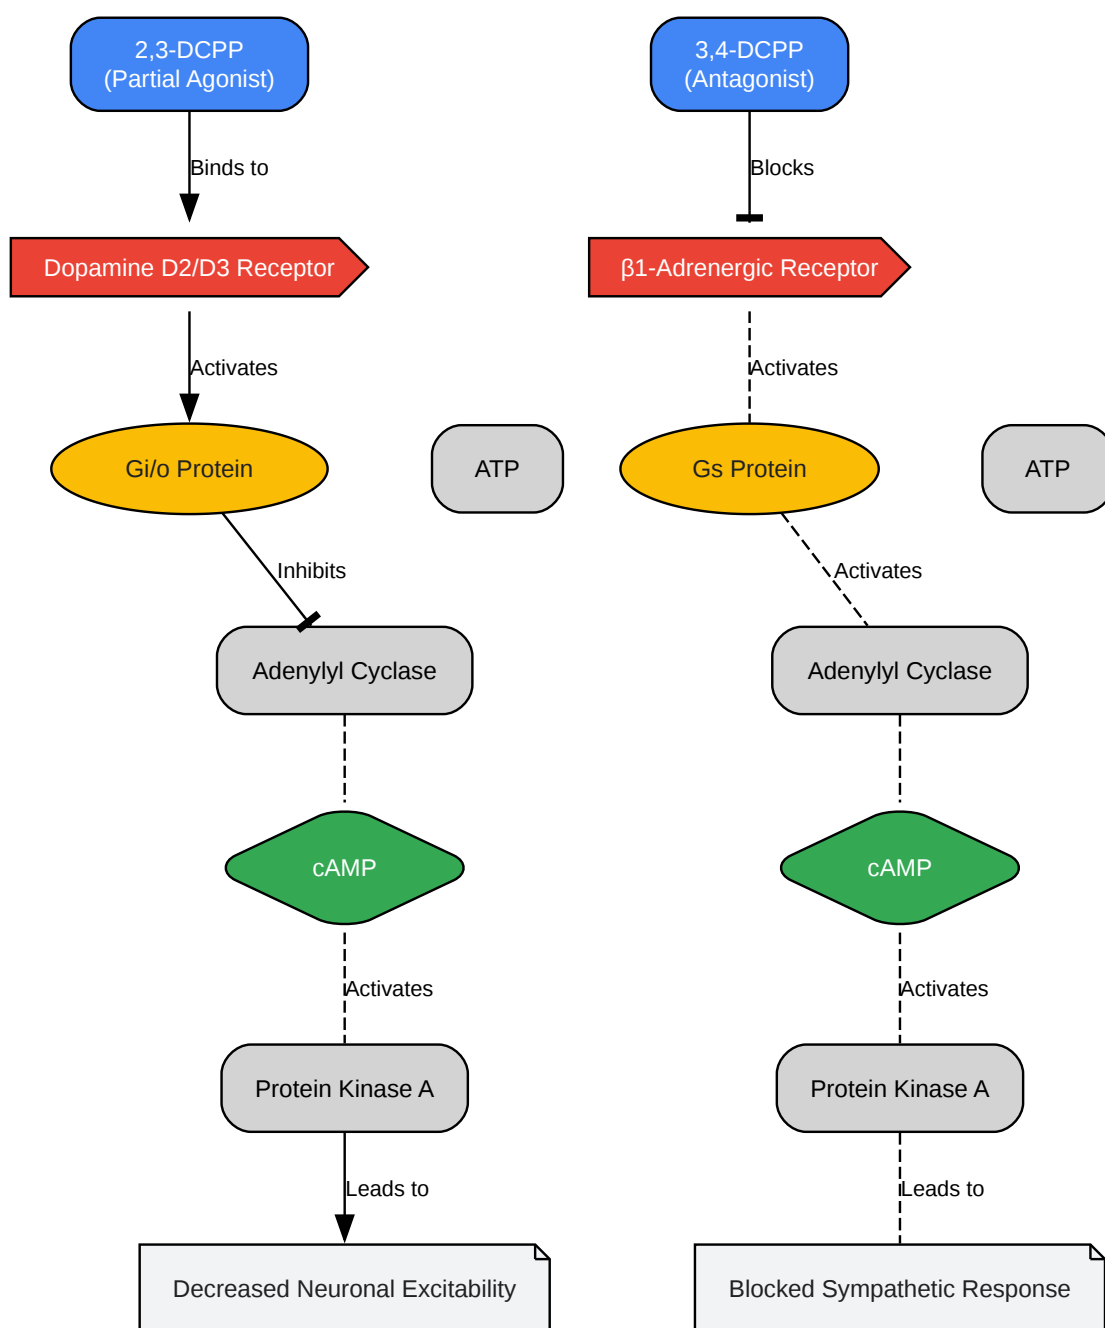 2,3-DCPP
(Partial Agonist)
Binds to
Dopamine D2/D3 Receptor
Activates
Gi/o Protein
ATP
Inhibits
Adenylyl Cyclase
cAMP
Activates
Protein Kinase A
Leads to
Decreased Neuronal Excitability
3,4-DCPP
(Antagonist)
Blocks
β1-Adrenergic Receptor
Activates
Gs Protein
ATP
Activates
Adenylyl Cyclase
cAMP
Activates
Protein Kinase A
Leads to
Blocked Sympathetic Response